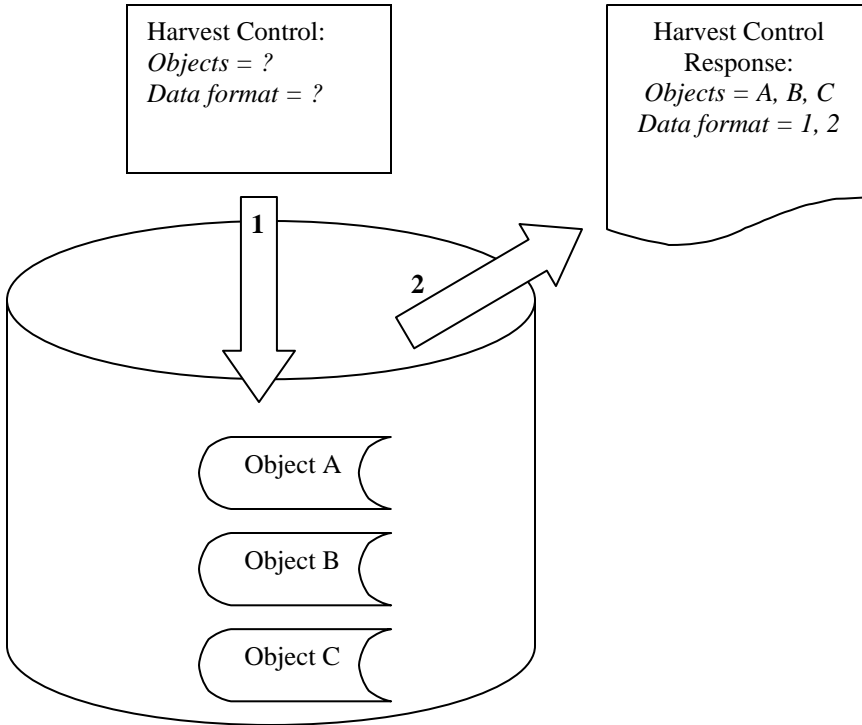 Harvest Control:
Objects = ?
Data format = ?
Harvest Control
Response:
Objects = A, B, C
Data format = 1, 2
1
2
Object A
Object B
Object C